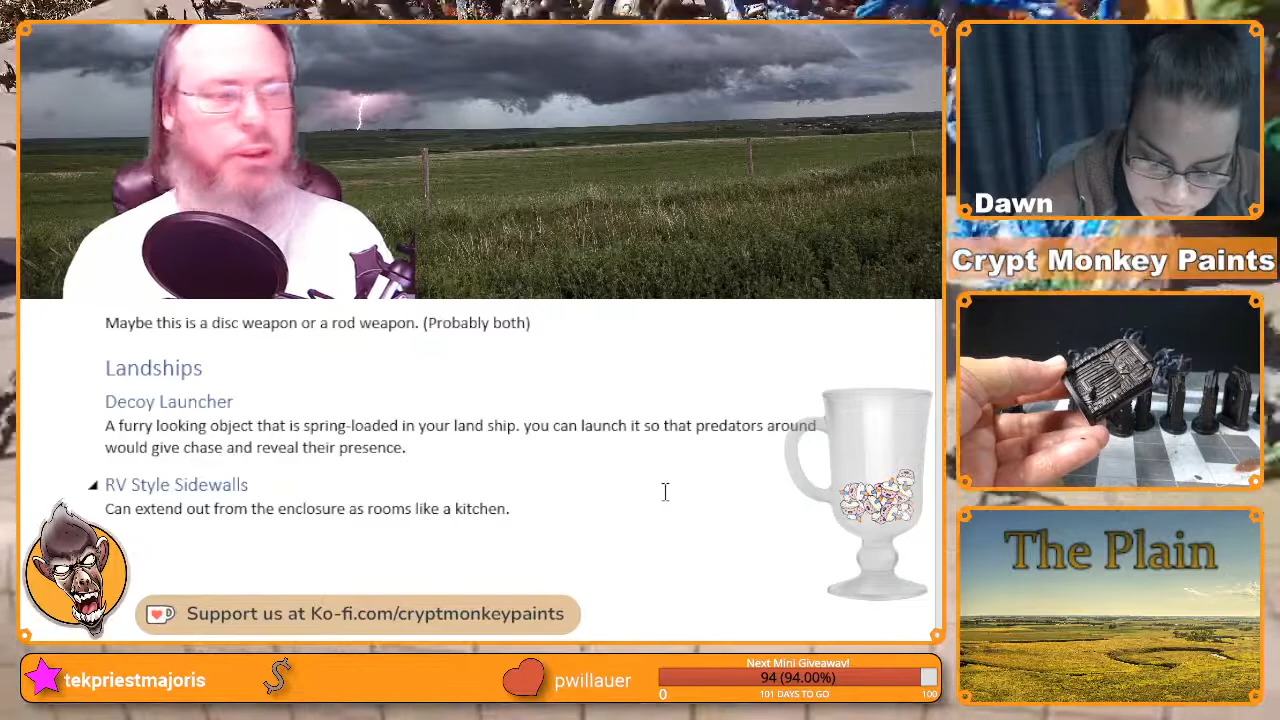 Maybe this is a disc weapon or a rod weapon. (Probably both)
Landships
Decoy Launcher
A furry looking object that is spring-loaded in your land ship. you can launch it so that predators around
would give chase and reveal their presence.
RV Style Sidewalls
Can extend out from the enclosure as rooms like a kitchen.
Support us at Ko-fi.com/cryptmonkeypaints
tekpriestmajoris
$
pwillauer
Next Mini Giveaway!
94 (94.00%)
0
101 DAYS TO GO
100
Dawn
Crypt Monkey Paints
The Plain